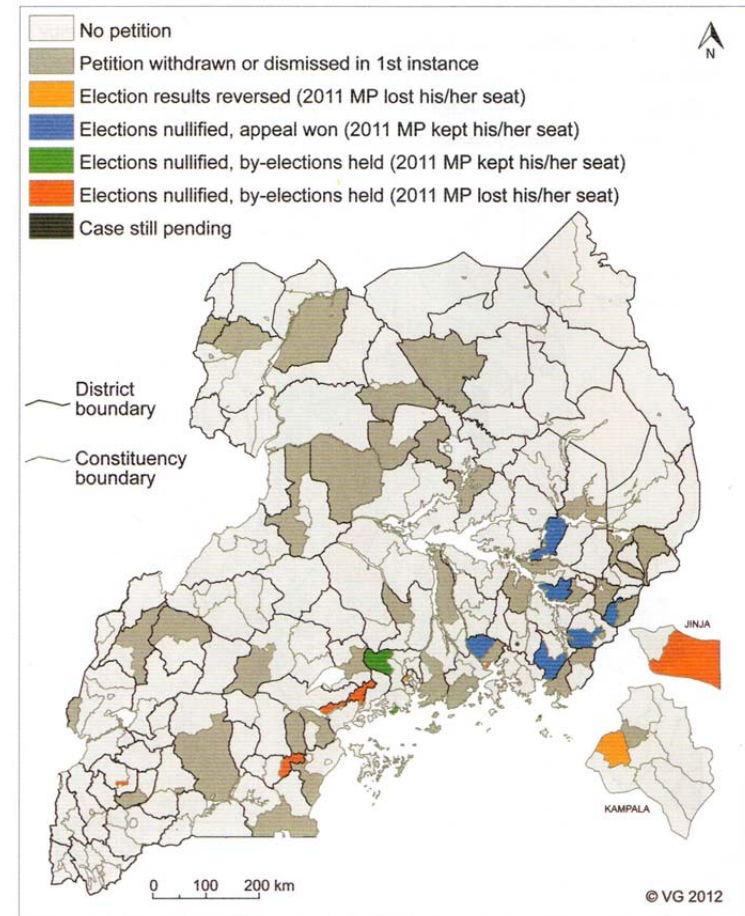 No petition
Petition withdrawn or dismissed in 1st instance
Election results reversed (2011 MP lost his/her seat)
Elections nullified, appeal won (2011 MP kept his/her seat)
Elections nullified, by-elections held (2011 MP kept his/her seat)
Elections nullified, by-elections held (2011 MP lost his/her seat)
Case still pending
N
District
boundary
Constituency
boundary
JINJA
KAMPALA
0 100 200 km
© VG 2012